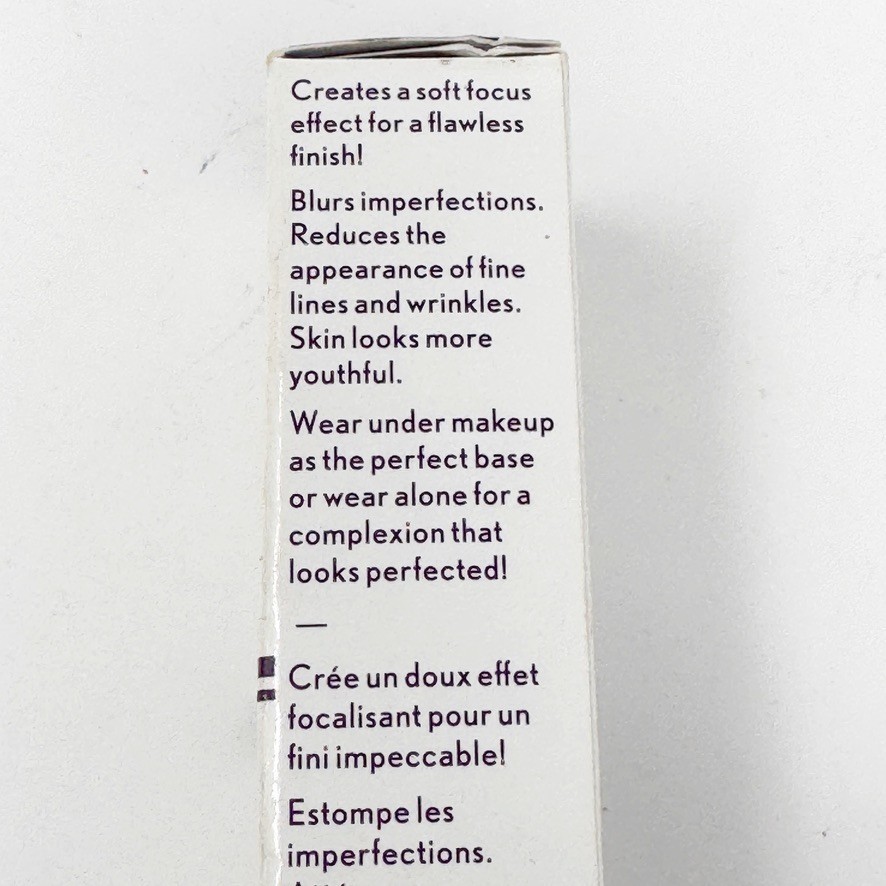 Creates a soft focus
effect for a flawless
finish!
Blurs imperfections.
Reduces the
appearance of fine
lines and wrinkles.
Skin looks more
youthful.
Wear under makeup
as the perfect base
or wear alone for a
complexion that
looks perfected!
—
Crée un doux effet
focalisant pour un
fini impeccable!
Estompe les
imperfections.